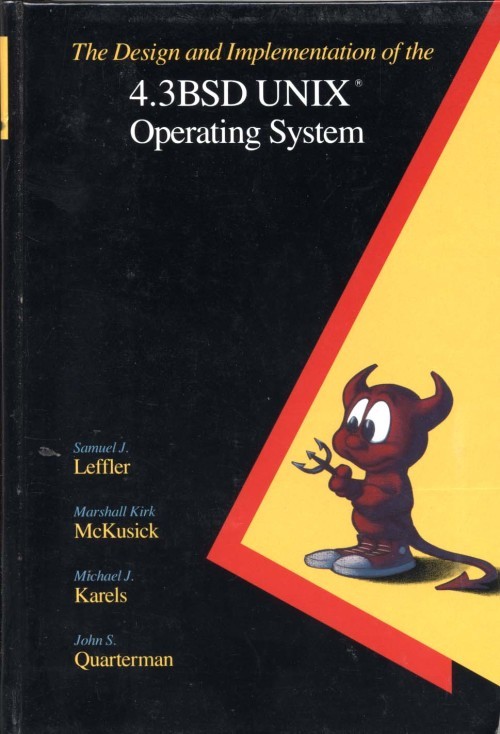 The Design and Implementation of the
4.3BSD UNIX®
Operating System
Samuel J.
Leffler
Marshall Kirk
McKusick
Michael J.
Karels
John S.
Quarterman